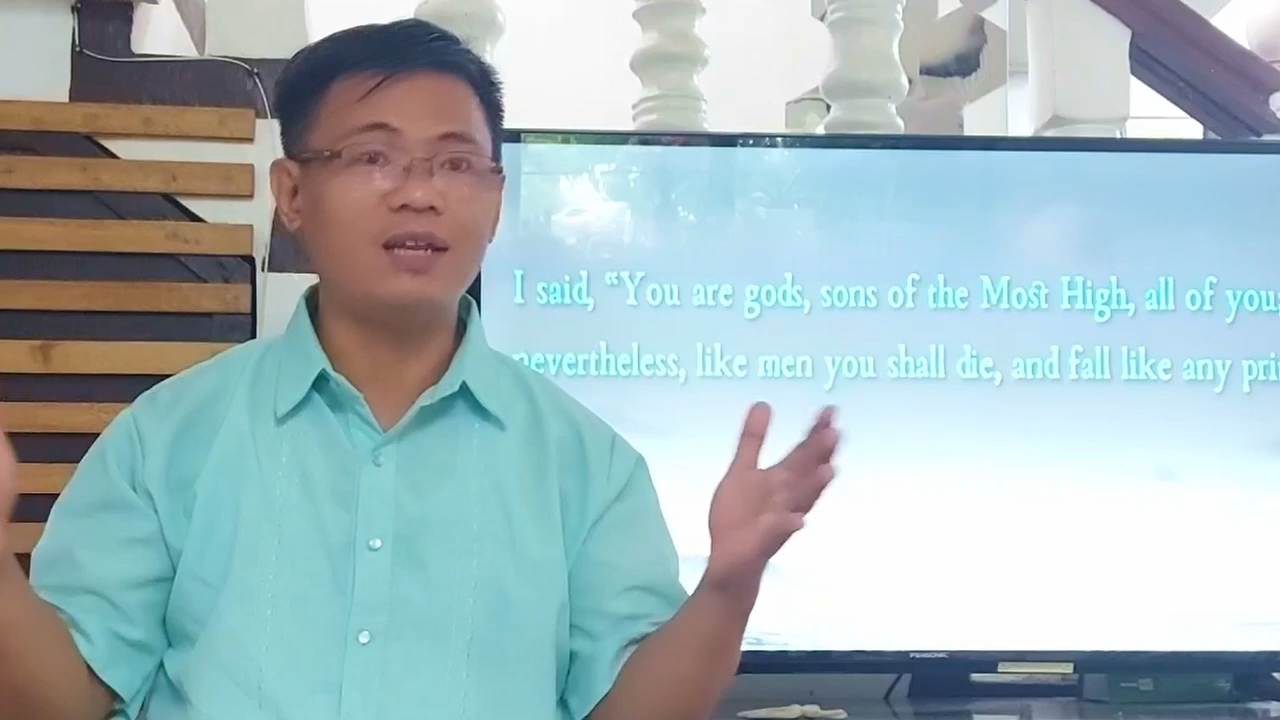 I said, “You are gods, sons of the Most High, all of you,
nevertheless, like men you shall die, and fall like any
PENSONIC